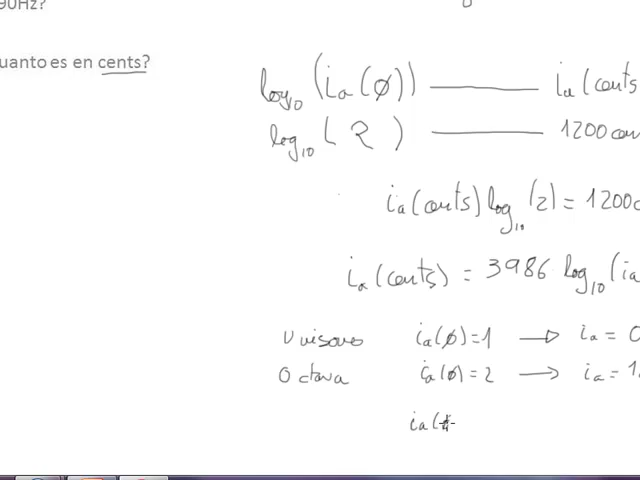 90Hz?
uanto es en cents?
log10 (ia(φ)) —— ia(cents
log10 ( 2 ) —— 1200 cen
ia(cents) log10 (2) = 1200c
ia(cents) = 3986 log10 (ia
Unísono ia(φ)=1 → ia = 0
Octava ia(φ)=2 → ia = 1
ia(